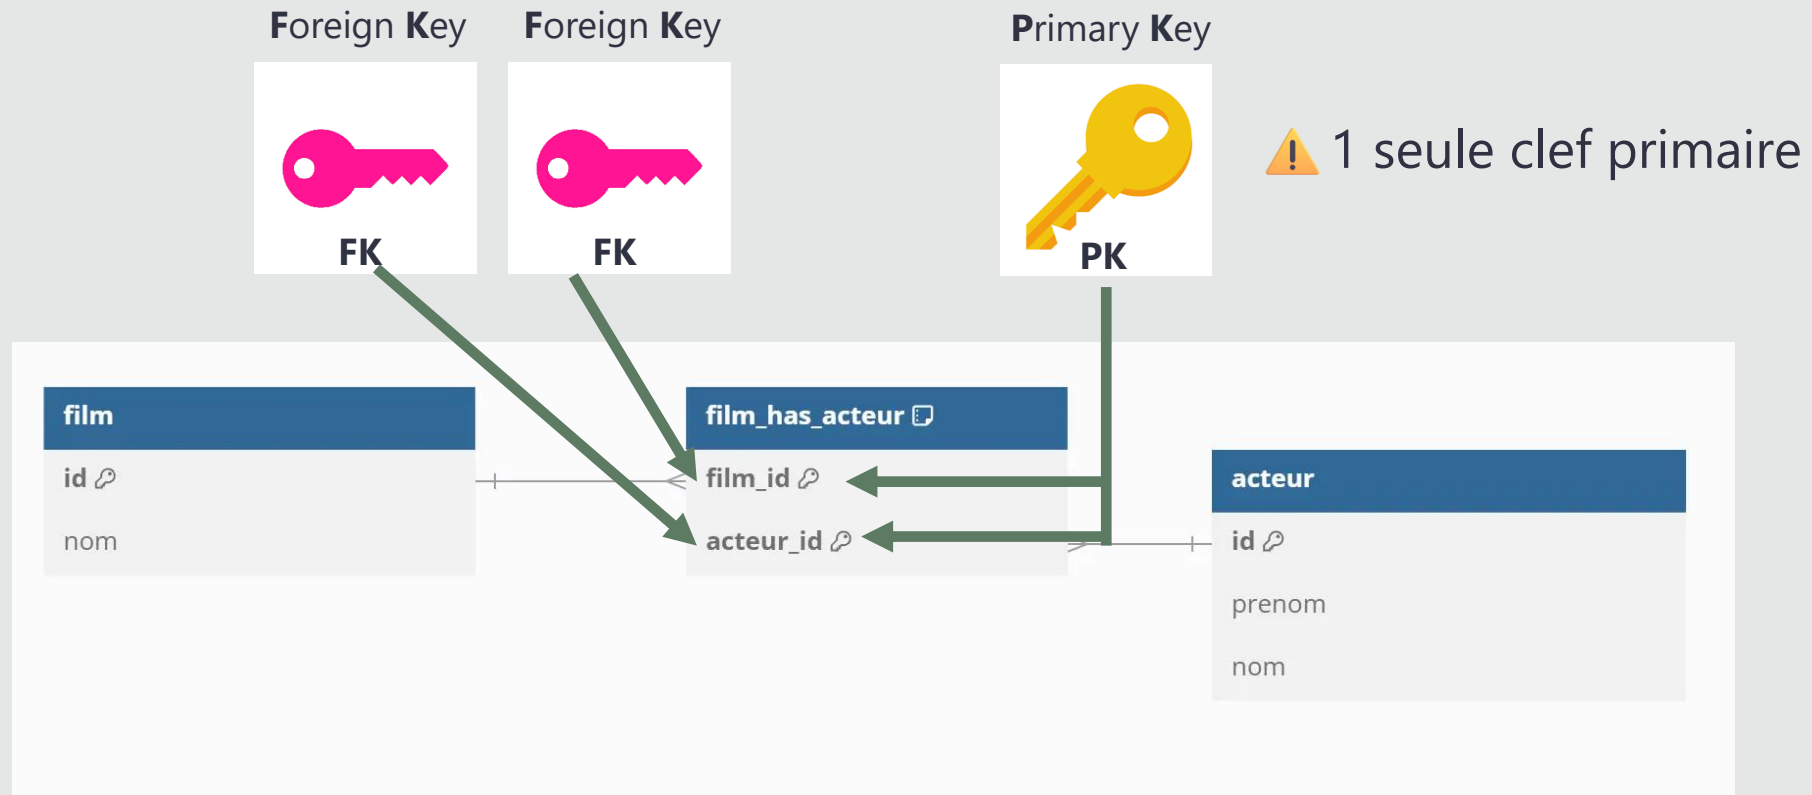 Foreign Key
Foreign Key
Primary Key
FK
FK
PK
⚠ 1 seule clef primaire
film
id
nom
film_has_acteur
film_id
acteur_id
acteur
id
prenom
nom